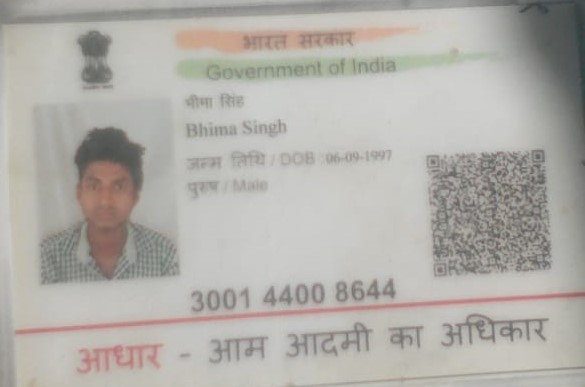 भारत सरकार
Government of India
भीमा सिंह
Bhima Singh
जन्म तिथि / DOB : 06-09-1997
पुरुष / Male
3001 4400 8644
आधार - आम आदमी का अधिकार